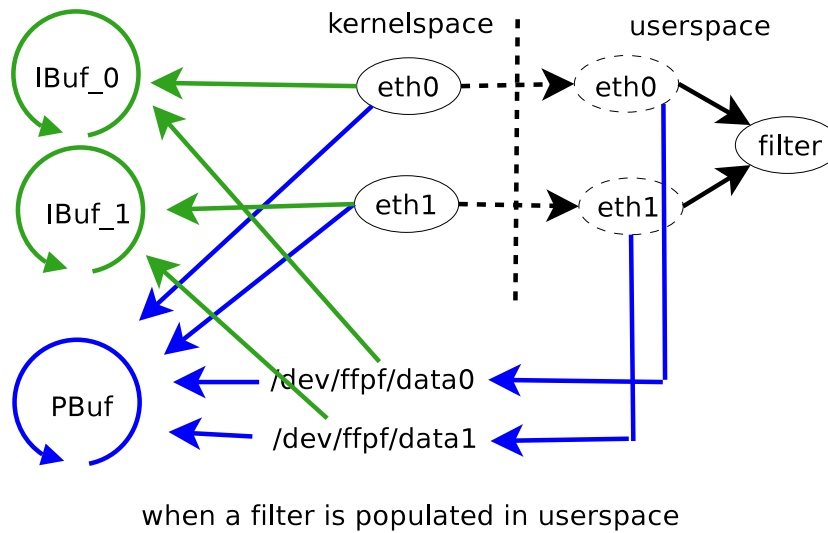 kernelspace
userspace
IBuf_0
eth0
eth0
filter
IBuf_1
eth1
eth1
PBuf
/dev/ffpf/data0
/dev/ffpf/data1
when a filter is populated in userspace